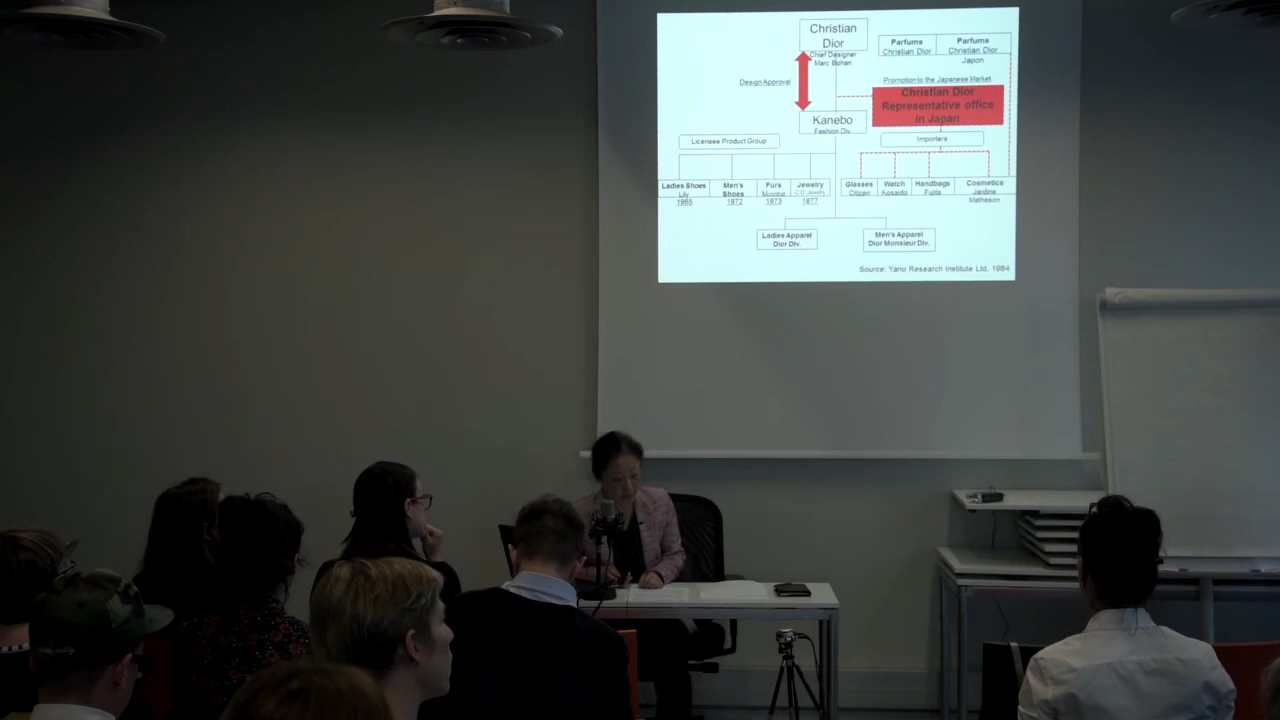 Christian
Dior
Chief Designer
Marc Bohan
Parfums
Christian Dior
Parfums
Christian Dior
Japon
Design Approval
Promotion to the Japanese Market
Christian Dior
Representative office
in Japan
Kanebo
Fashion Div.
Importers
Licensee Product Group
Ladies Shoes
Lily
1965
Men's
Shoes
1972
Furs
1973
Jewelry
C.D. Jewelry
1977
Glasses
Citizen
Watch
Kosaido
Handbags
Fujita
Cosmetics
Jardine
Matheson
Ladies Apparel
Dior Div.
Men's Apparel
Dior Monsieur Div.
Source: Yano Research Institute Ltd, 1984